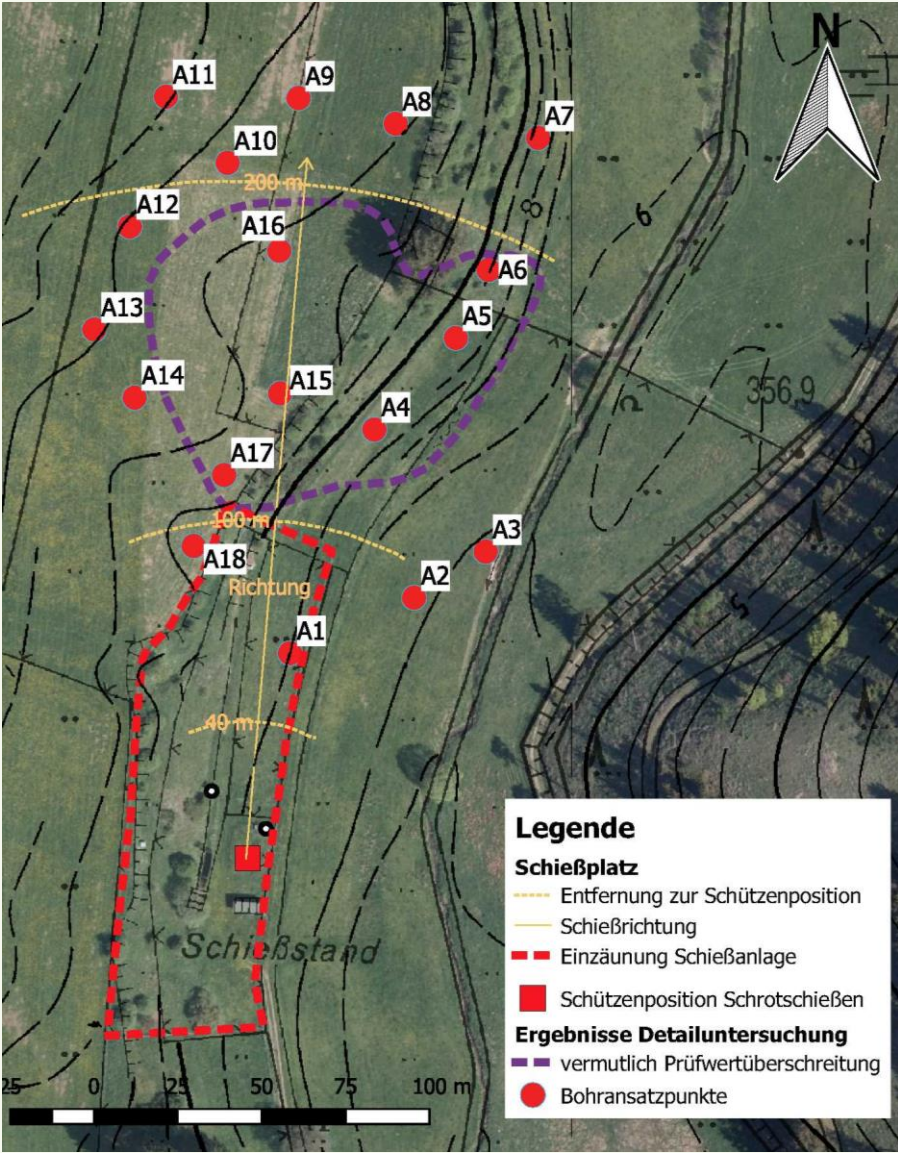 N
A11
A9
A8
A7
A10
200 m
8
A12
A16
6
A6
A13
A5
A15
356,9
A14
A4
2
A17
100 m
A3
A18
A2
Richtung
5
A1
40 m
Schießstand
25 0 25 50 75 100 m
Legende
Schießplatz
Entfernung zur Schützenposition
Schießrichtung
Einzäunung Schießanlage
Schützenposition Schrotschießen
Ergebnisse Detailuntersuchung
vermutlich Prüfwertüberschreitung
Bohransatzpunkte